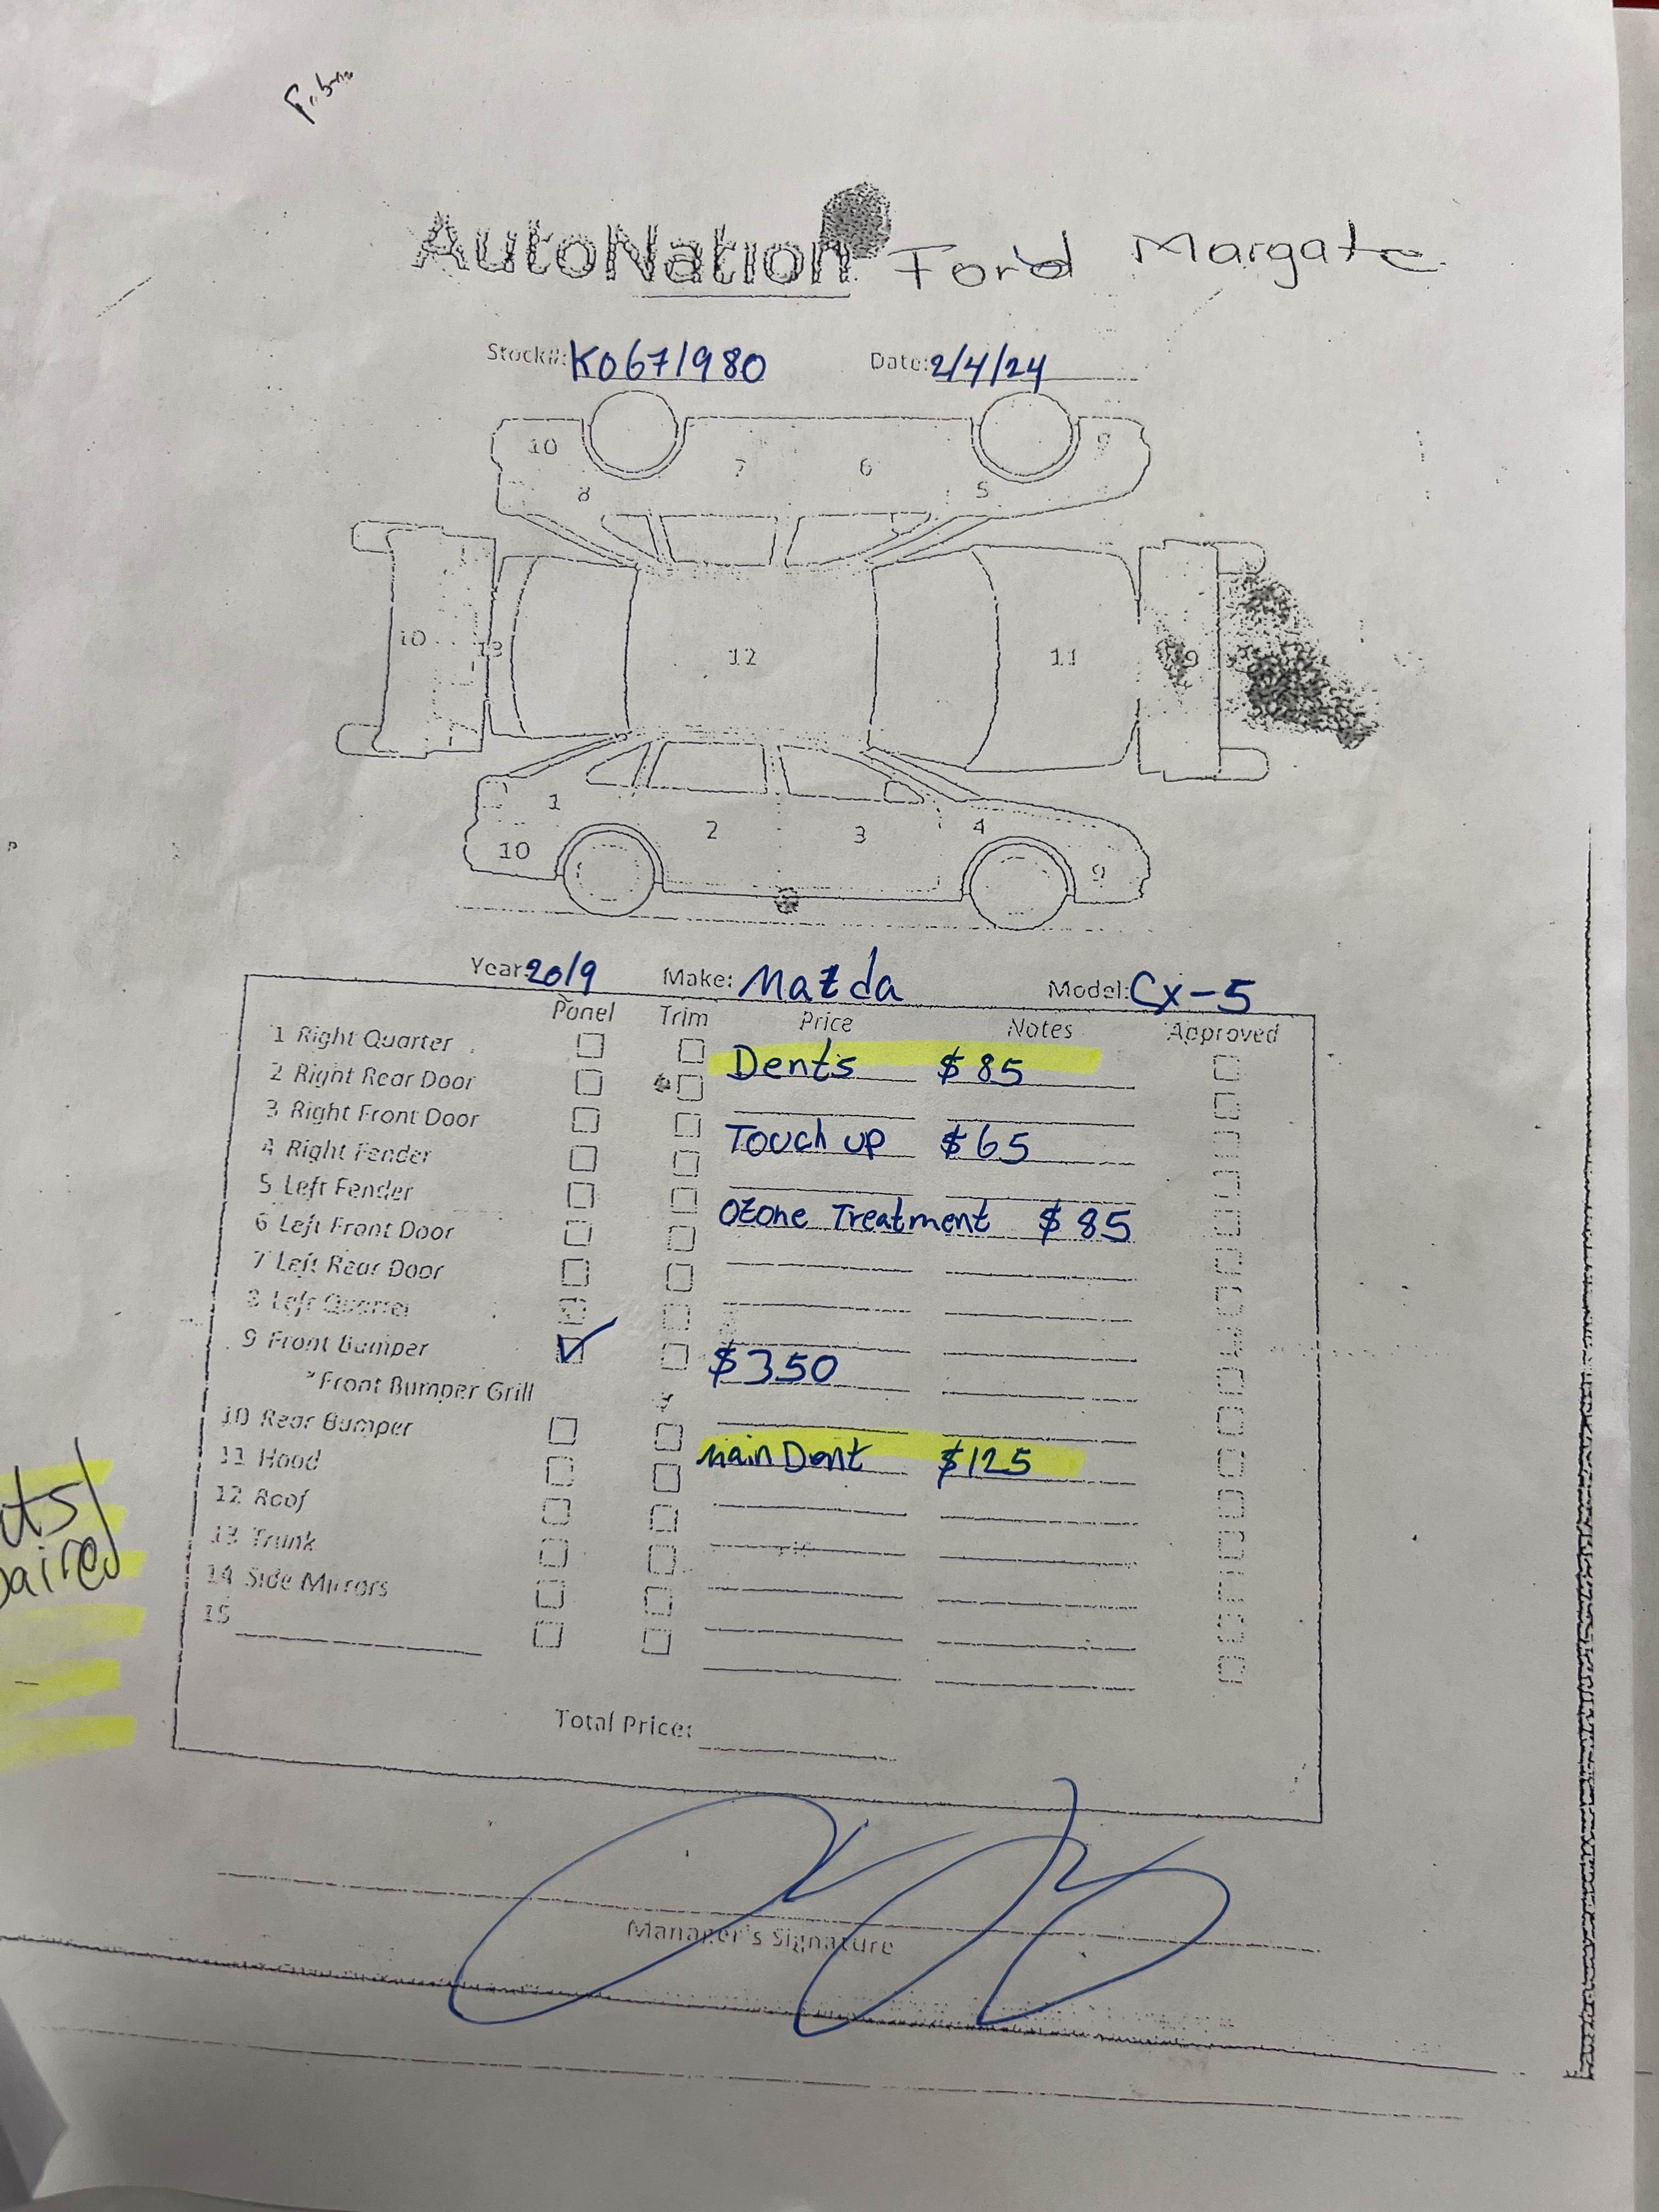 AutoNation Ford Margate
Stock#: K0671980 Date: 2/4/24
10 7 6 9
8 5
10 13 12 11 9
1 2 3 4
10 9
Year: 2019 Make: Mazda Model: Cx-5
Panel Trim Price Notes Approved
1 Right Quarter Dents $85
2 Right Rear Door
3 Right Front Door Touch up $65
4 Right Fender
5 Left Fender Ozone Treatment $85
6 Left Front Door
7 Left Rear Door
8 Left Quarter
9 Front Bumper $350
*Front Bumper Grill
10 Rear Bumper main Dent $125
11 Hood
12 Roof
13 Trunk
14 Side Mirrors
15
Total Price:
Manager's Signature